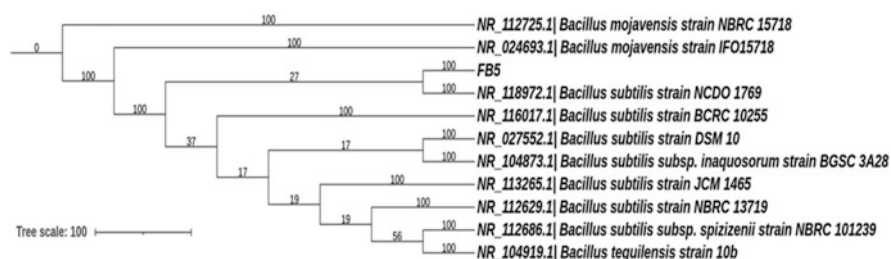 100 NR_112725.1| Bacillus mojavensis strain NBRC 15718
0 100 NR_024693.1| Bacillus mojavensis strain IFO15718
100 FB5
100 27
100 NR_118972.1| Bacillus subtilis strain NCDO 1769
100 100 NR_116017.1| Bacillus subtilis strain BCRC 10255
37 100 NR_027552.1| Bacillus subtilis strain DSM 10
17
100 NR_104873.1| Bacillus subtilis subsp. inaquosorum strain BGSC 3A28
17 100 NR_113265.1| Bacillus subtilis strain JCM 1465
19 100 NR_112629.1| Bacillus subtilis strain NBRC 13719
19 100 NR_112686.1| Bacillus subtilis subsp. spizizenii strain NBRC 101239
Tree scale: 100
56 100 NR_104919.1| Bacillus tequilensis strain 10b